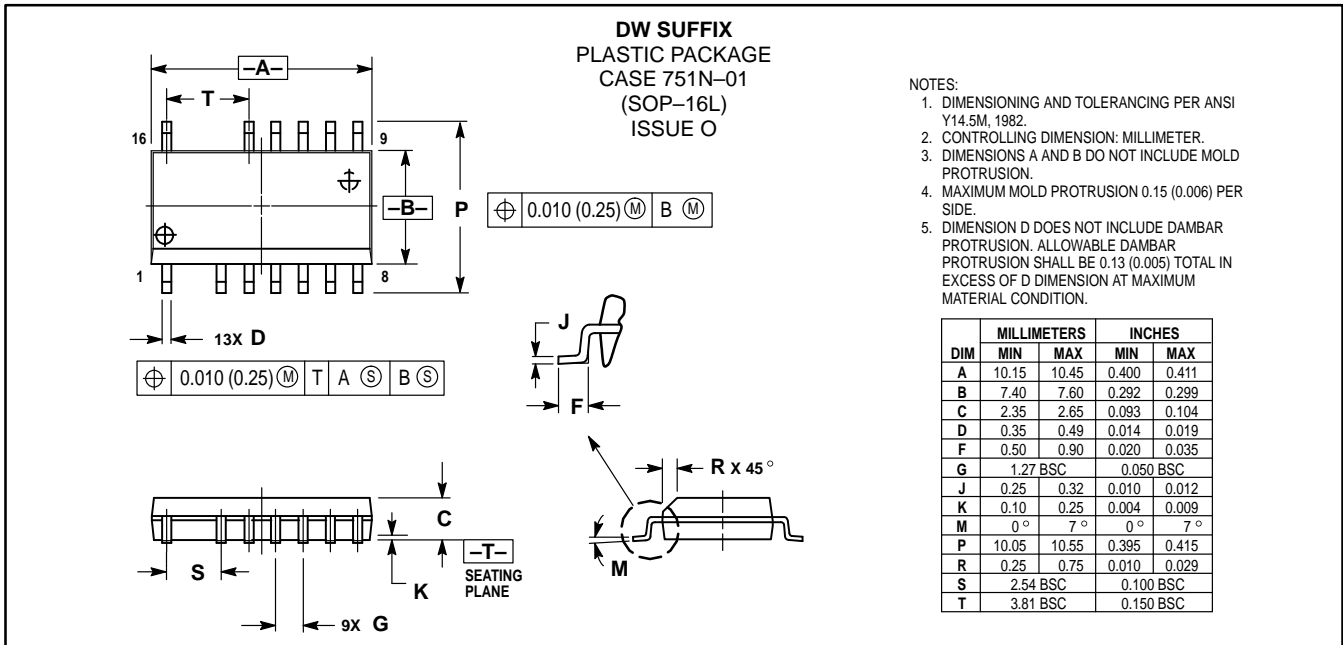 DW SUFFIX
PLASTIC PACKAGE
CASE 751N–01
(SOP–16L)
ISSUE O
–A–
T
16
9
–B–
P
1
8
13X D
⌖ 0.010 (0.25) Ⓜ B Ⓜ
⌖ 0.010 (0.25) Ⓜ T A Ⓢ B Ⓢ
J
F
R X 45°
M
C
K
S
–T–
SEATING
PLANE
9X G
NOTES:
1. DIMENSIONING AND TOLERANCING PER ANSI
Y14.5M, 1982.
2. CONTROLLING DIMENSION: MILLIMETER.
3. DIMENSIONS A AND B DO NOT INCLUDE MOLD
PROTRUSION.
4. MAXIMUM MOLD PROTRUSION 0.15 (0.006) PER
SIDE.
5. DIMENSION D DOES NOT INCLUDE DAMBAR
PROTRUSION. ALLOWABLE DAMBAR
PROTRUSION SHALL BE 0.13 (0.005) TOTAL IN
EXCESS OF D DIMENSION AT MAXIMUM
MATERIAL CONDITION.
MILLIMETERS INCHES
DIM MIN MAX MIN MAX
A 10.15 10.45 0.400 0.411
B 7.40 7.60 0.292 0.299
C 2.35 2.65 0.093 0.104
D 0.35 0.49 0.014 0.019
F 0.50 0.90 0.020 0.035
G 1.27 BSC 0.050 BSC
J 0.25 0.32 0.010 0.012
K 0.10 0.25 0.004 0.009
M 0° 7° 0° 7°
P 10.05 10.55 0.395 0.415
R 0.25 0.75 0.010 0.029
S 2.54 BSC 0.100 BSC
T 3.81 BSC 0.150 BSC